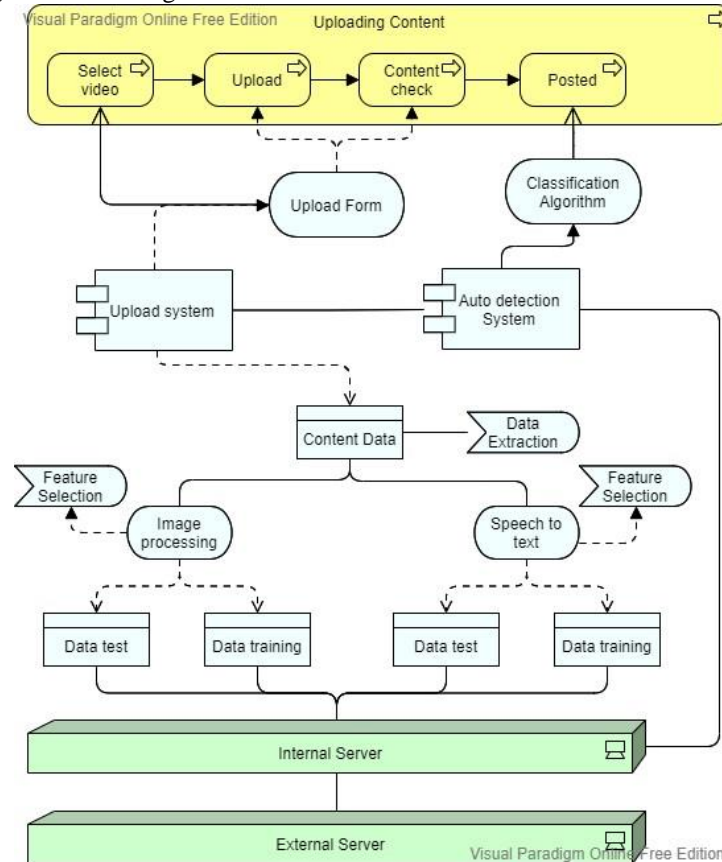 Visual Paradigm Online Free Edition
Uploading Content
Select
video
Upload
Content
check
Posted
Upload Form
Classification
Algorithm
Upload system
Auto detection
System
Content Data
Data
Extraction
Feature
Selection
Feature
Selection
Image
processing
Speech to
text
Data test
Data training
Data test
Data training
Internal Server
External Server
Visual Paradigm Online Free Edition